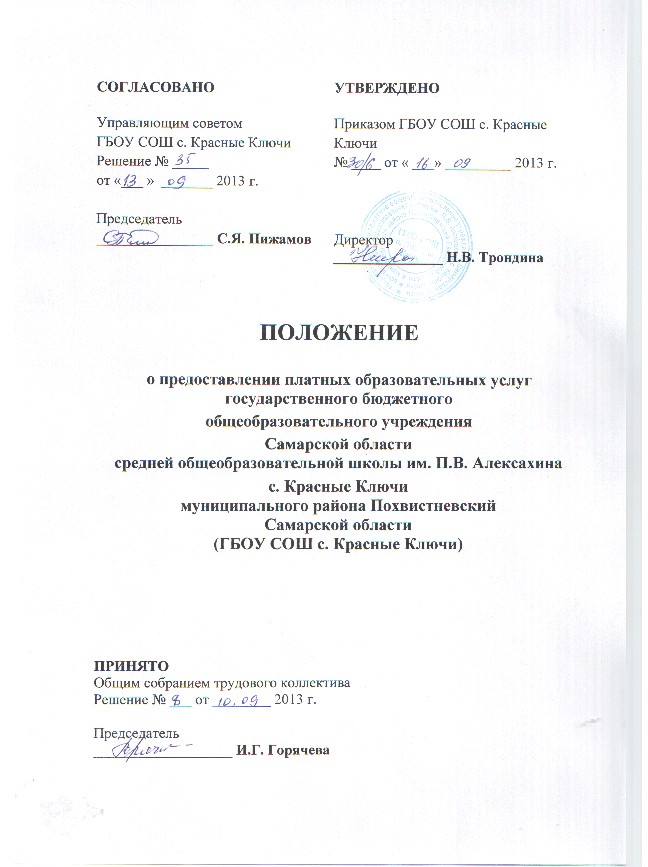 СОГЛАСОВАНО
Управляющим советом
ГБОУ СОШ с. Красные Ключи
Решение № 35
от «13» 09 2013 г.
Председатель
С.Я. Пижамов
УТВЕРЖДЕНО
Приказом ГБОУ СОШ с. Красные
Ключи
№30/6 от «16» 09 2013 г.
Директор
Н.В. Трондина
ПОЛОЖЕНИЕ
о предоставлении платных образовательных услуг
государственного бюджетного
общеобразовательного учреждения
Самарской области
средней общеобразовательной школы им. П.В. Алексахина
с. Красные Ключи
муниципального района Похвистневский
Самарской области
(ГБОУ СОШ с. Красные Ключи)
ПРИНЯТО
Общим собранием трудового коллектива
Решение № 8 от 10.09 2013 г.
Председатель
И.Г. Горячева